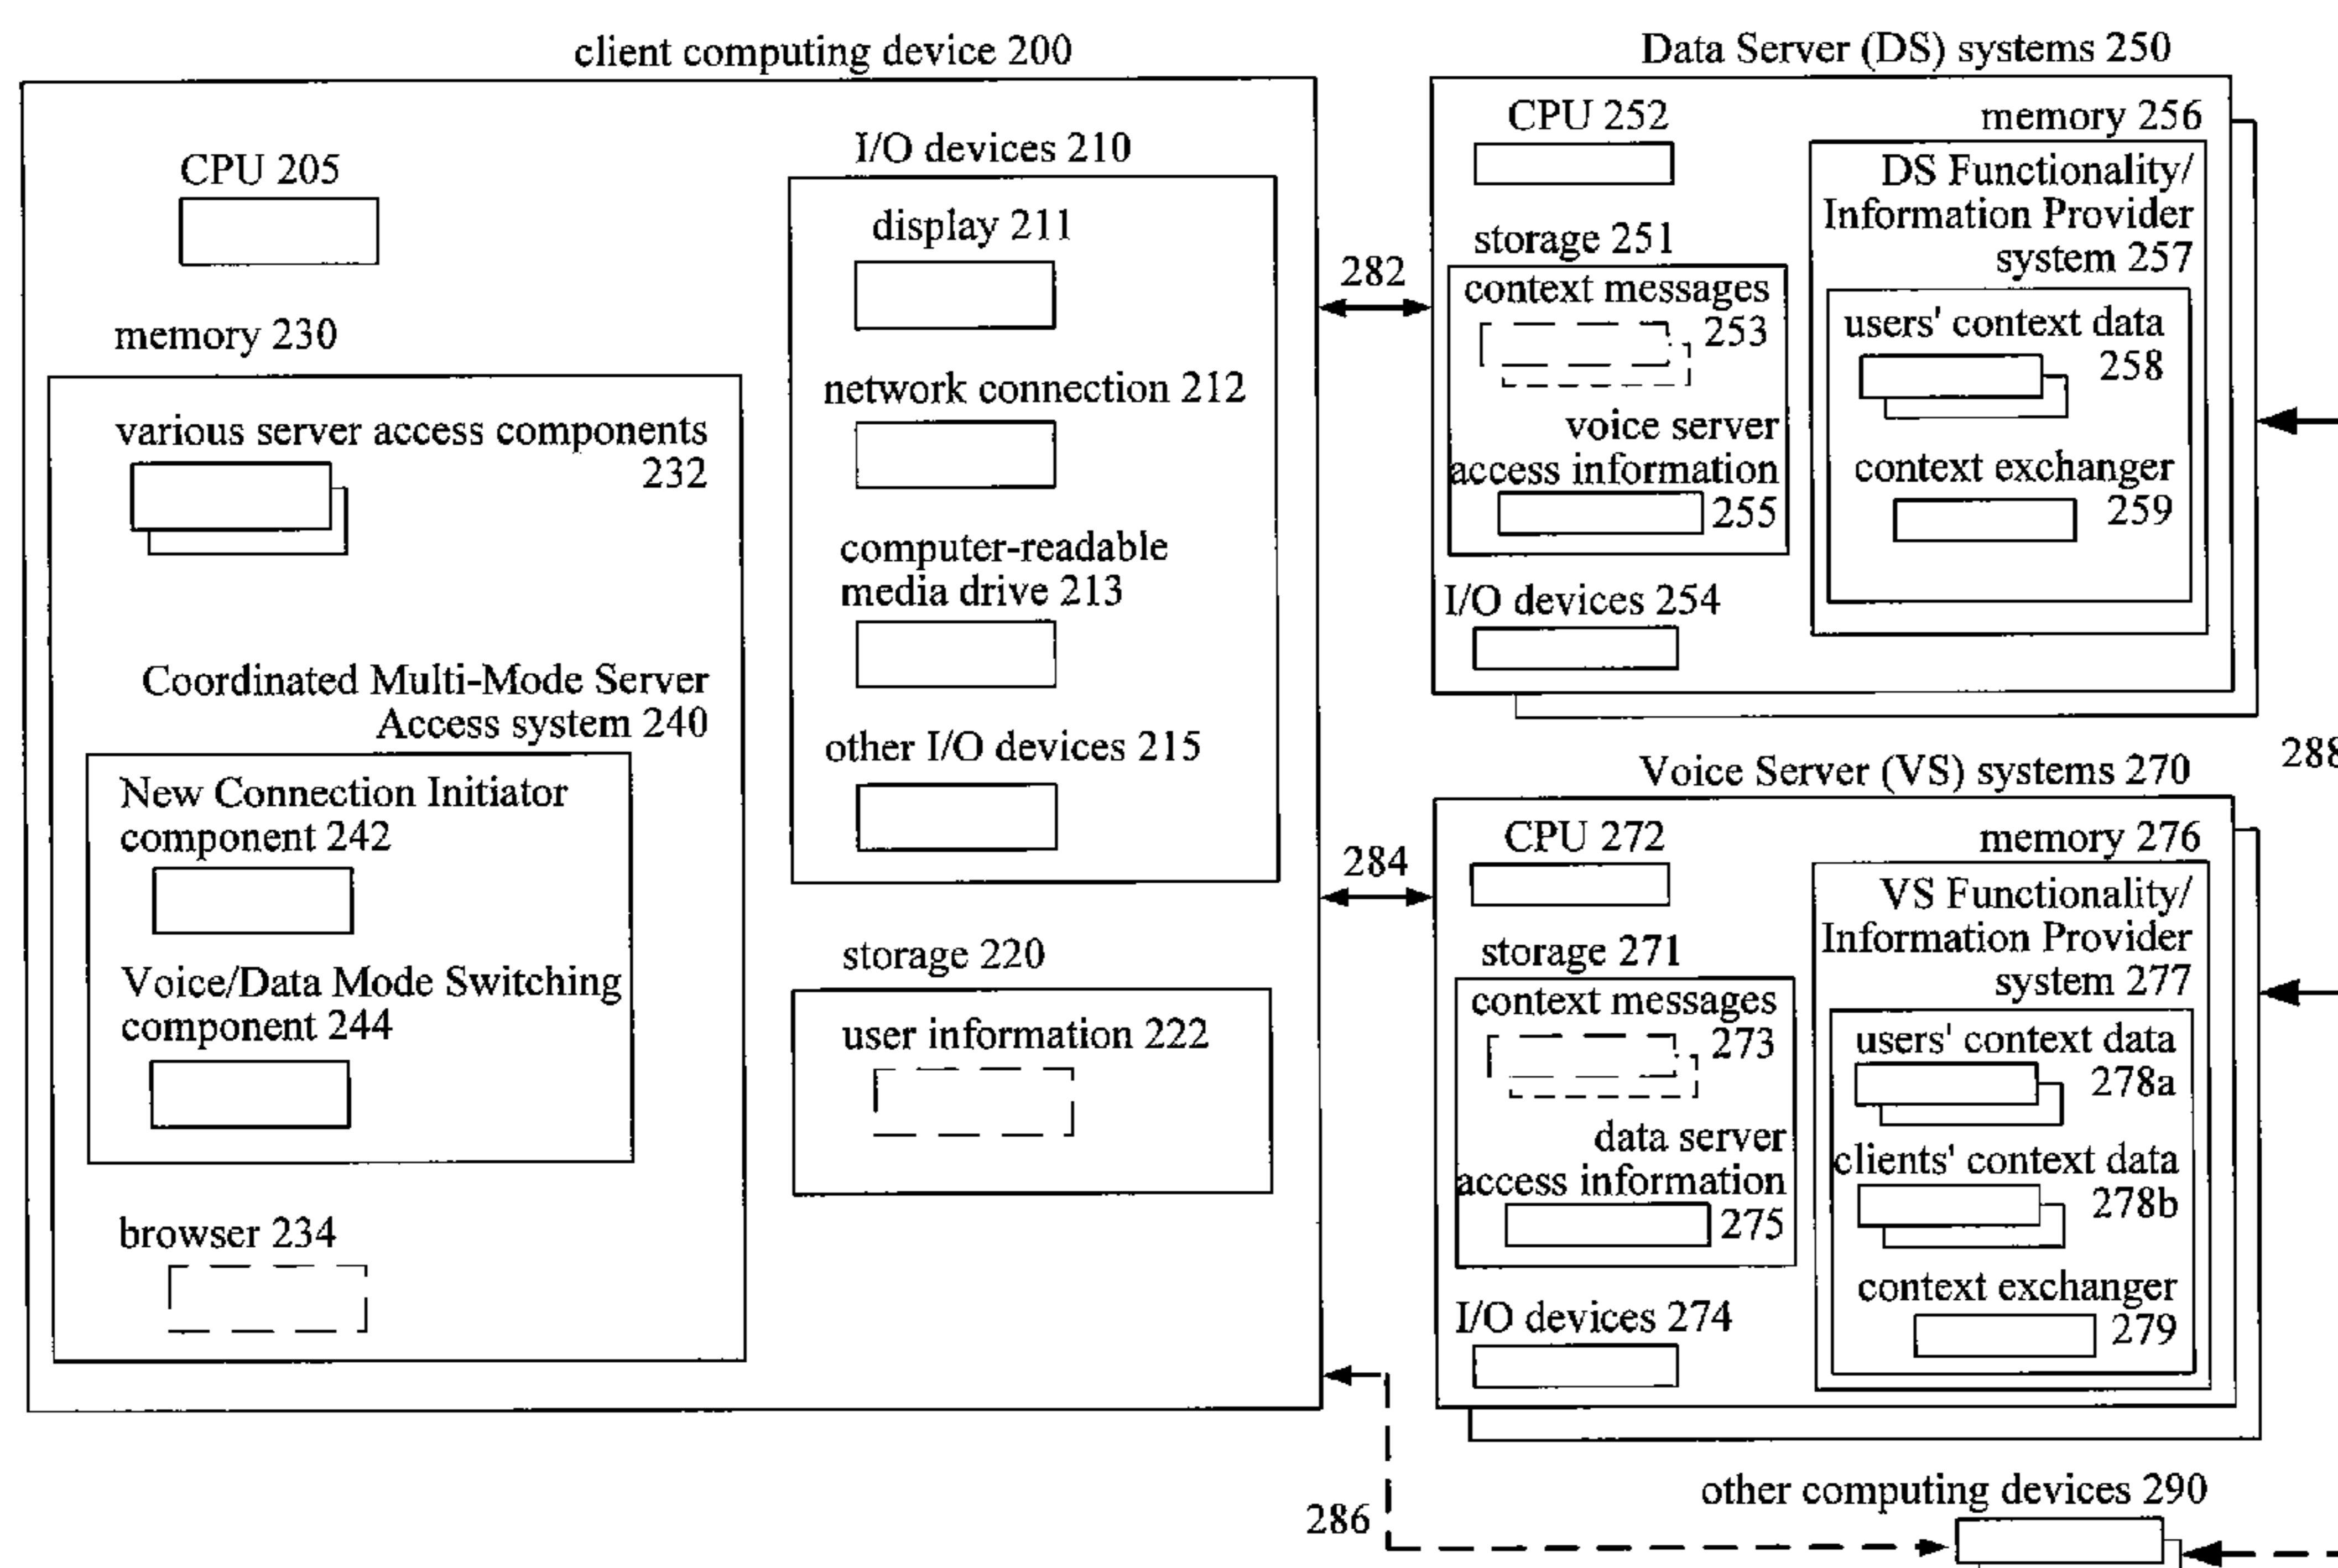 client computing device 200
CPU 205
memory 230
various server access components
232
Coordinated Multi-Mode Server
Access system 240
New Connection Initiator
component 242
Voice/Data Mode Switching
component 244
browser 234
I/O devices 210
display 211
network connection 212
computer-readable
media drive 213
other I/O devices 215
storage 220
user information 222
282
284
286
Data Server (DS) systems 250
CPU 252
storage 251
context messages
253
voice server
access information
255
I/O devices 254
memory 256
DS Functionality/
Information Provider
system 257
users' context data
258
context exchanger
259
288
Voice Server (VS) systems 270
CPU 272
storage 271
context messages
273
data server
access information
275
I/O devices 274
memory 276
VS Functionality/
Information Provider
system 277
users' context data
278a
clients' context data
278b
context exchanger
279
other computing devices 290